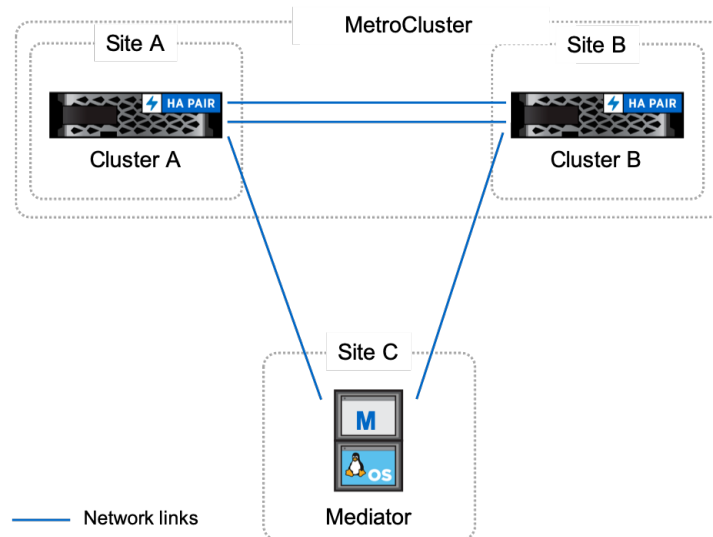 MetroCluster
Site A
Site B
HA PAIR
HA PAIR
Cluster A
Cluster B
Site C
M
OS
Mediator
Network links